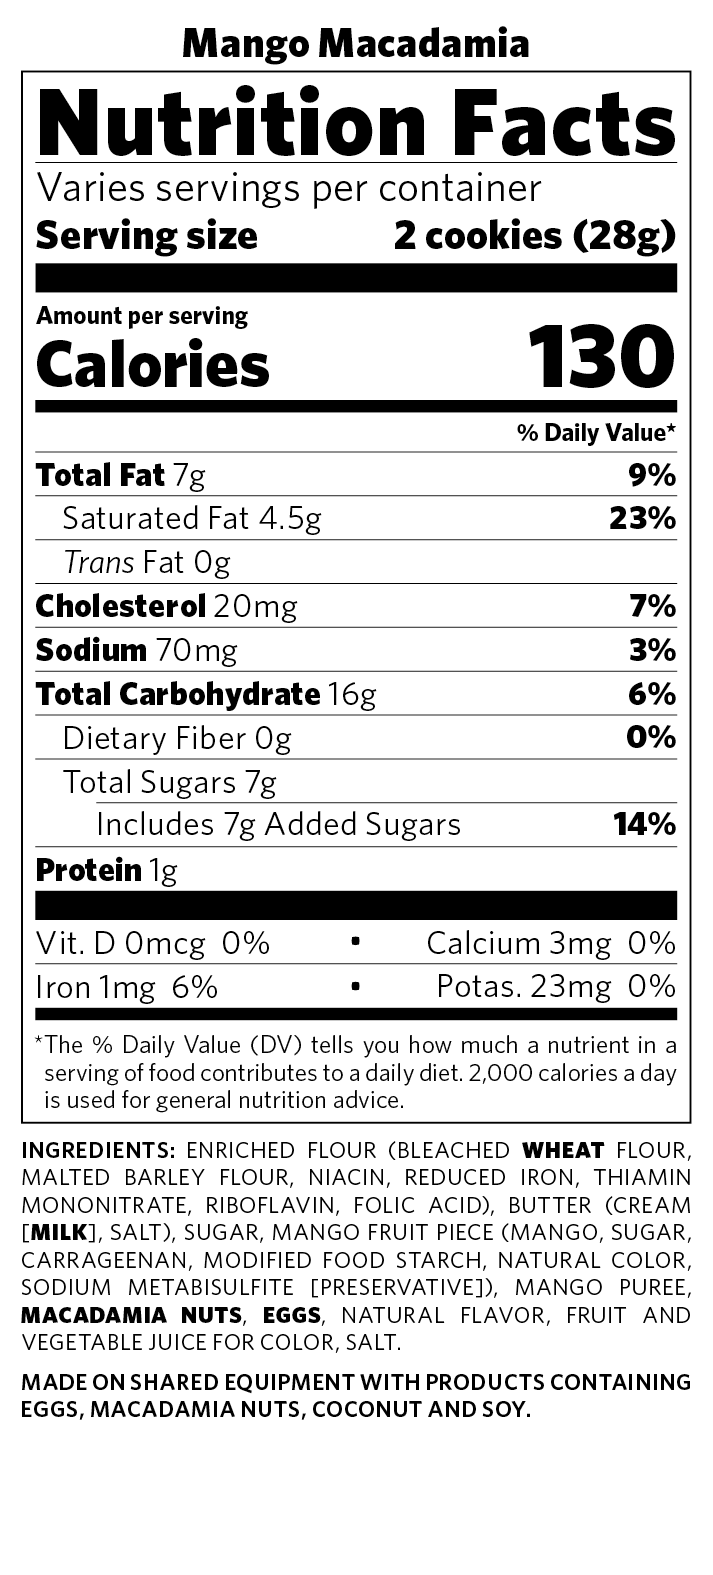 Mango Macadamia
Nutrition Facts
Varies servings per container
Serving size 2 cookies (28g)
Amount per serving
Calories 130
% Daily Value*
Total Fat 7g 9%
Saturated Fat 4.5g 23%
Trans Fat 0g
Cholesterol 20mg 7%
Sodium 70mg 3%
Total Carbohydrate 16g 6%
Dietary Fiber 0g 0%
Total Sugars 7g
Includes 7g Added Sugars 14%
Protein 1g
Vit. D 0mcg 0% • Calcium 3mg 0%
Iron 1mg 6% • Potas. 23mg 0%
*The % Daily Value (DV) tells you how much a nutrient in a
serving of food contributes to a daily diet. 2,000 calories a day
is used for general nutrition advice.
INGREDIENTS: ENRICHED FLOUR (BLEACHED WHEAT FLOUR,
MALTED BARLEY FLOUR, NIACIN, REDUCED IRON, THIAMIN
MONONITRATE, RIBOFLAVIN, FOLIC ACID), BUTTER (CREAM
[MILK], SALT), SUGAR, MANGO FRUIT PIECE (MANGO, SUGAR,
CARRAGEENAN, MODIFIED FOOD STARCH, NATURAL COLOR,
SODIUM METABISULFITE [PRESERVATIVE]), MANGO PUREE,
MACADAMIA NUTS, EGGS, NATURAL FLAVOR, FRUIT AND
VEGETABLE JUICE FOR COLOR, SALT.
MADE ON SHARED EQUIPMENT WITH PRODUCTS CONTAINING
EGGS, MACADAMIA NUTS, COCONUT AND SOY.